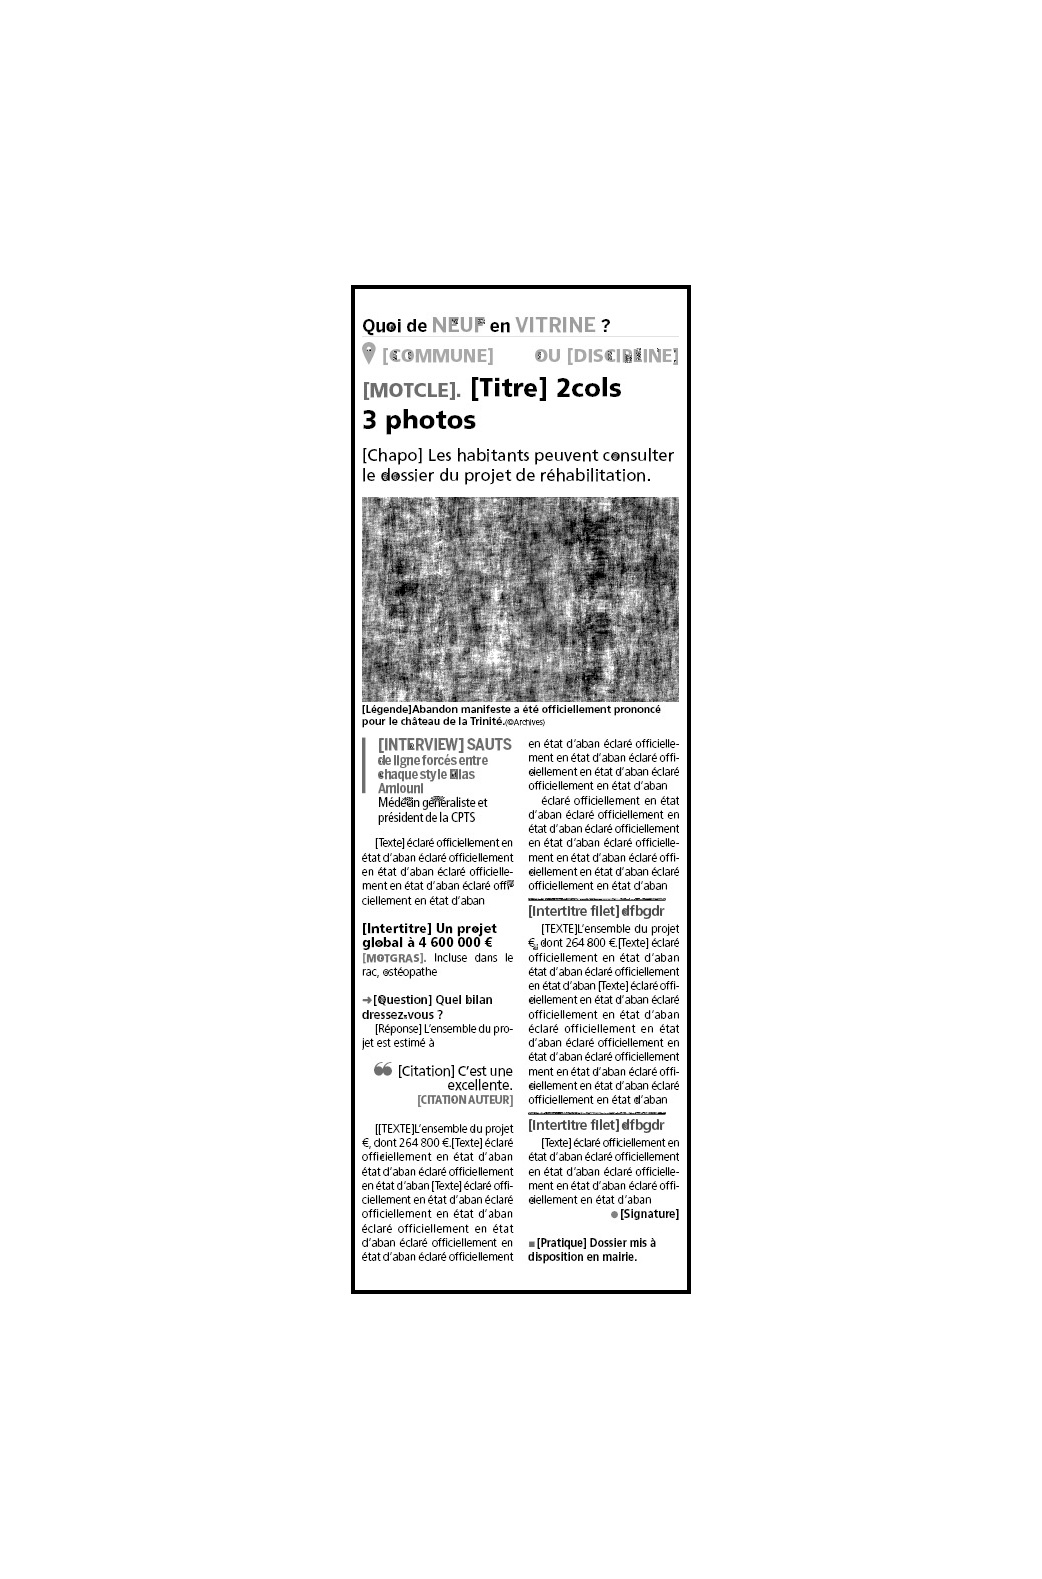 Quoi de NEUF en VITRINE ?
[COMMUNE] OU [DISCIPLINE]
[MOTCLE]. [Titre] 2cols
3 photos
[Chapo] Les habitants peuvent consulter
le dossier du projet de réhabilitation.
[Légende]Abandon manifeste a été officiellement prononcé
pour le château de la Trinité.(©Archives)
[INTERVIEW] SAUTS
de ligne forcés entre
chaque style Lilas
Amlouni
Médecin généraliste et
président de la CPTS
[Texte] éclaré officiellement en
état d’aban éclaré officiellement
en état d’aban éclaré officielle-
ment en état d’aban éclaré offi-
ciellement en état d’aban
[Intertitre] Un projet
global à 4 600 000 €
[MOTGRAS]. Incluse dans le
rac, ostéopathe
➔[Question] Quel bilan
dressez-vous ?
[Réponse] L’ensemble du pro-
jet est estimé à
❝ [Citation] C’est une
excellente.
[CITATION AUTEUR]
[[TEXTE]L’ensemble du projet
€, dont 264 800 €.[Texte] éclaré
officiellement en état d’aban
état d’aban éclaré officiellement
en état d’aban [Texte] éclaré offi-
ciellement en état d’aban éclaré
officiellement en état d’aban
éclaré officiellement en état
d’aban éclaré officiellement en
état d’aban éclaré officiellement
en état d’aban éclaré officielle-
ment en état d’aban éclaré offi-
ciellement en état d’aban éclaré
officiellement en état d’aban
éclaré officiellement en état
d’aban éclaré officiellement en
état d’aban éclaré officiellement
en état d’aban éclaré officielle-
ment en état d’aban éclaré offi-
ciellement en état d’aban éclaré
officiellement en état d’aban
[Intertitre filet] dfbgdr
[TEXTE]L’ensemble du projet
€, dont 264 800 €.[Texte] éclaré
officiellement en état d’aban
état d’aban éclaré officiellement
en état d’aban [Texte] éclaré offi-
ciellement en état d’aban éclaré
officiellement en état d’aban
éclaré officiellement en état
d’aban éclaré officiellement en
état d’aban éclaré officiellement
ment en état d’aban éclaré offi-
ciellement en état d’aban éclaré
officiellement en état d’aban
[Intertitre filet] dfbgdr
[Texte] éclaré officiellement en
état d’aban éclaré officiellement
en état d’aban éclaré officielle-
ment en état d’aban éclaré offi-
ciellement en état d’aban
● [Signature]
■ [Pratique] Dossier mis à
disposition en mairie.